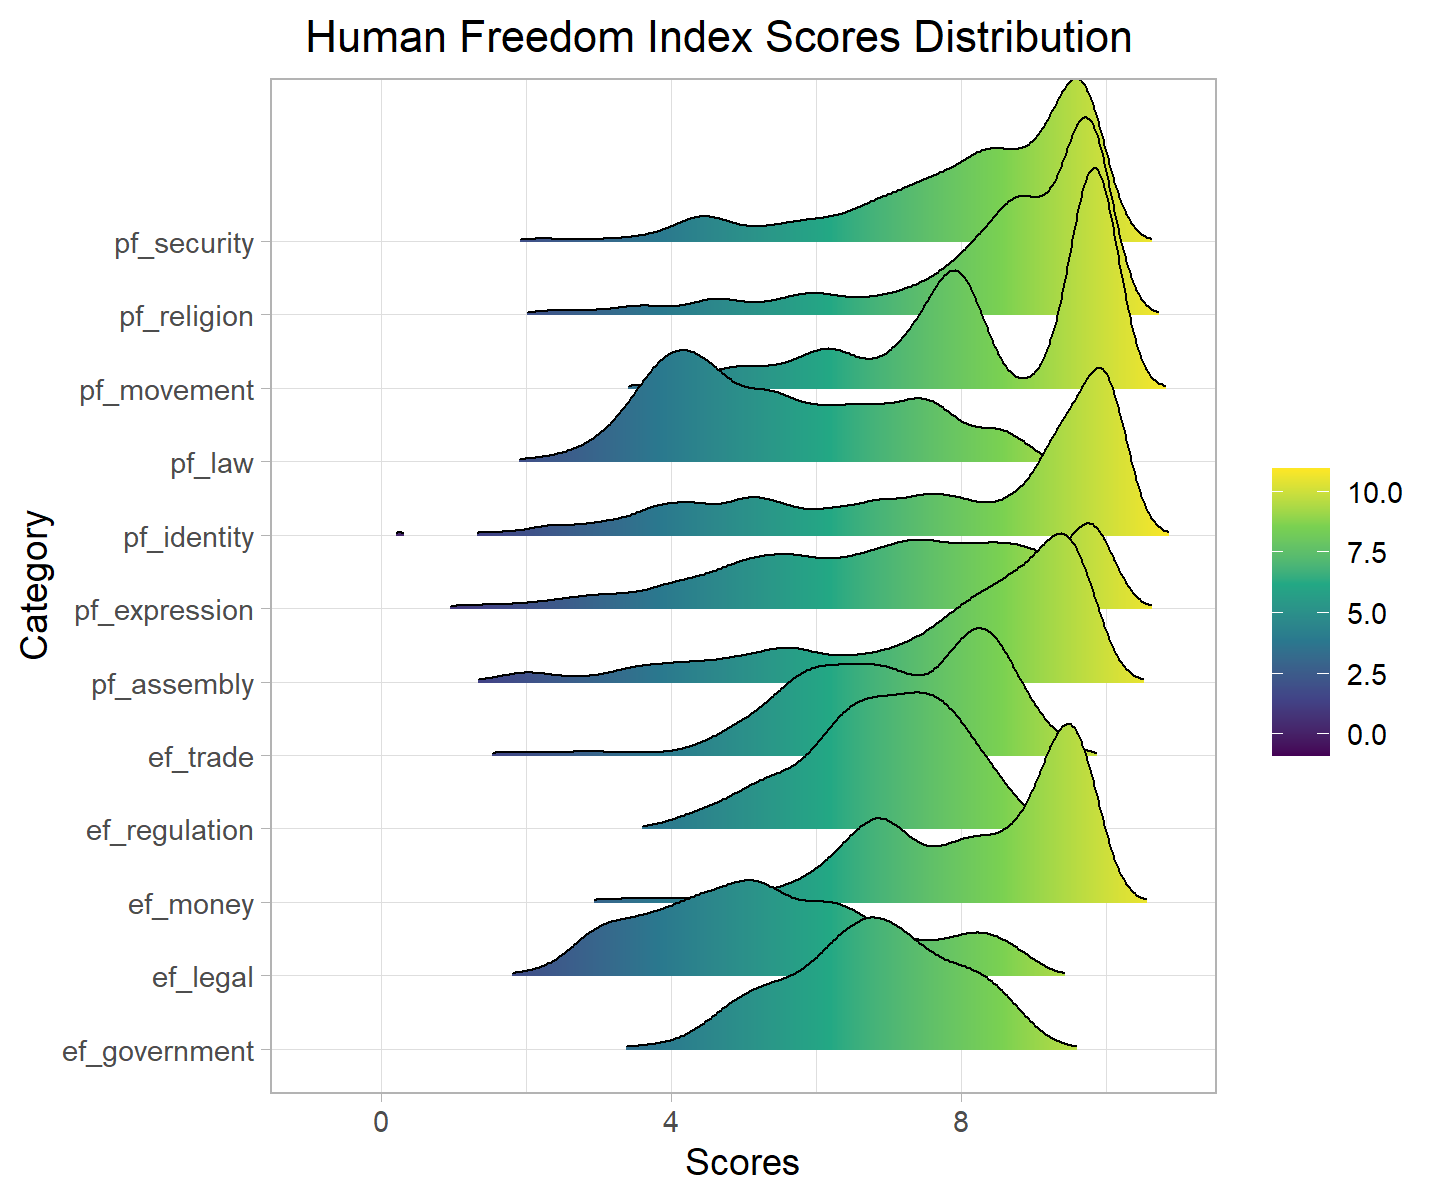 Human Freedom Index Scores Distribution
Category
pf_security
pf_religion
pf_movement
pf_law
pf_identity
pf_expression
pf_assembly
ef_trade
ef_regulation
ef_money
ef_legal
ef_government
0 4 8
Scores
10.0
7.5
5.0
2.5
0.0